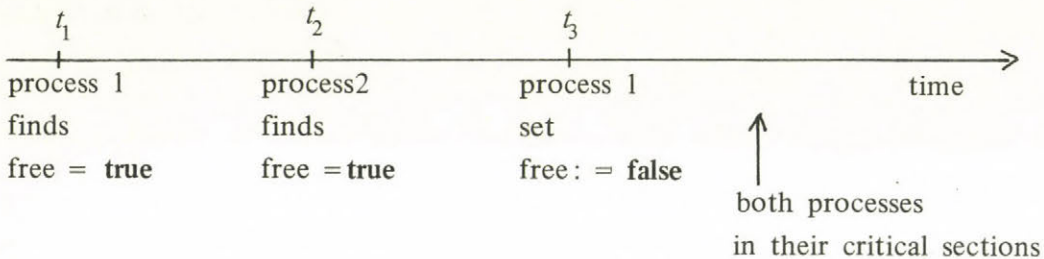 t1 t2 t3
process 1 process2 process 1 time
finds finds set
free = true free = true free : = false
both processes
in their critical sections